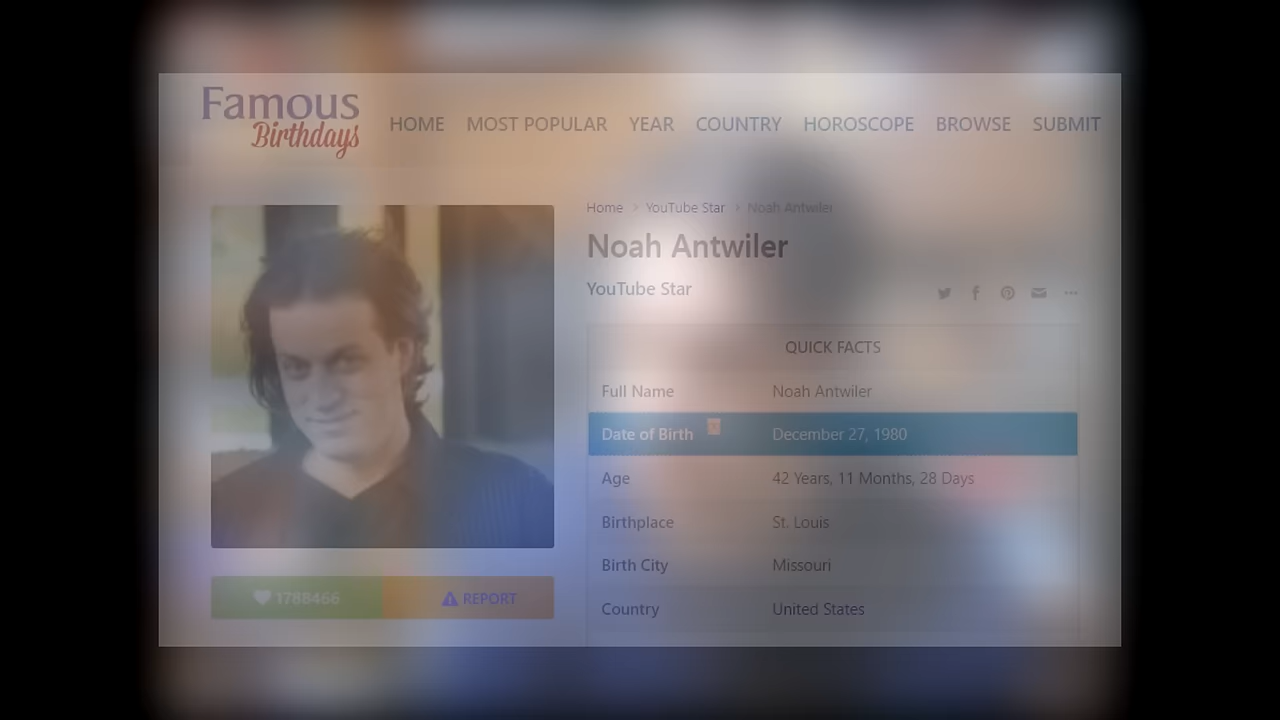 Famous
Birthdays
HOME MOST POPULAR YEAR COUNTRY HOROSCOPE BROWSE SUBMIT
Home > YouTube Star > Noah Antwiler
Noah Antwiler
YouTube Star
QUICK FACTS
Full Name Noah Antwiler
Date of Birth December 27, 1980
Age 42 Years, 11 Months, 28 Days
Birthplace St. Louis
Birth City Missouri
Country United States
1788466 REPORT